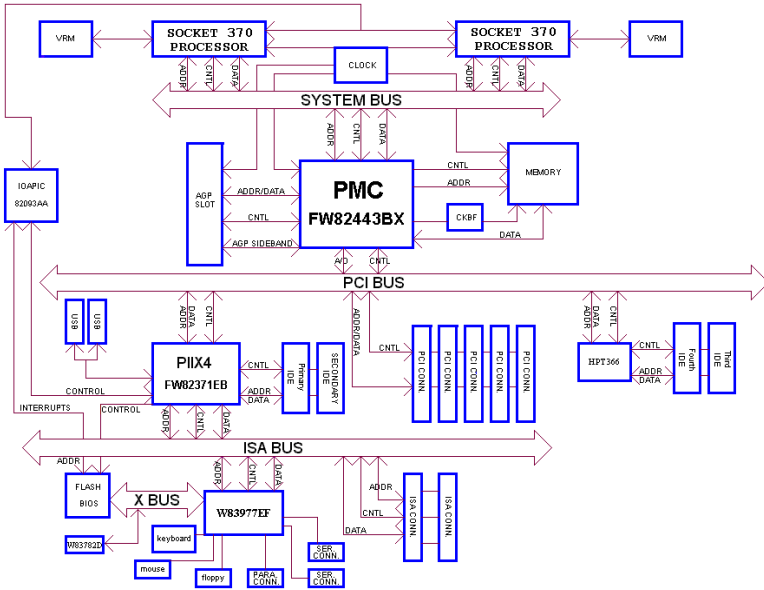 VRM
SOCKET 370
PROCESSOR
SOCKET 370
PROCESSOR
VRM
CLOCK
ADDR
CNTL
DATA
ADDR
CNTL
DATA
SYSTEM BUS
ADDR
CNTL
DATA
IOAPIC
82093AA
AGP
SLOT
ADDR/DATA
CNTL
AGP SIDEBAND
PMC
FW82443BX
CNTL
ADDR
CKBF
DATA
MEMORY
A/D
CNTL
PCI BUS
USB
USB
ADDR
DATA
CNTL
ADDR/DATA
CNTL
ADDR
DATA
CNTL
PIIX4
FW82371EB
CNTL
ADDR
DATA
Primary
IDE
SECONDARY
IDE
PCI CONN.
PCI CONN.
PCI CONN.
PCI CONN.
PCI CONN.
HPT366
CNTL
ADDR
DATA
Fourth
IDE
Third
IDE
CONTROL
INTERRUPTS
CONTROL
ADDR
CNTL
DATA
ISA BUS
ADDR
FLASH
BIOS
X BUS
ADDR
CNTL
DATA
W83977EF
W83782D
keyboard
mouse
floppy
PARA.
CONN.
SER.
CONN.
SER.
CONN.
ADDR
CNTL
DATA
ISA CONN.
ISA CONN.